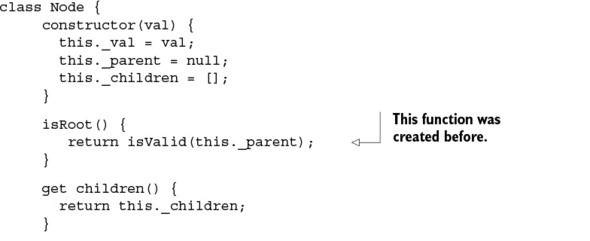 class Node {
constructor(val) {
this._val = val;
this._parent = null;
this._children = [];
}
isRoot() {
return isValid(this._parent);
}
get children() {
return this._children;
}
This function was
created before.